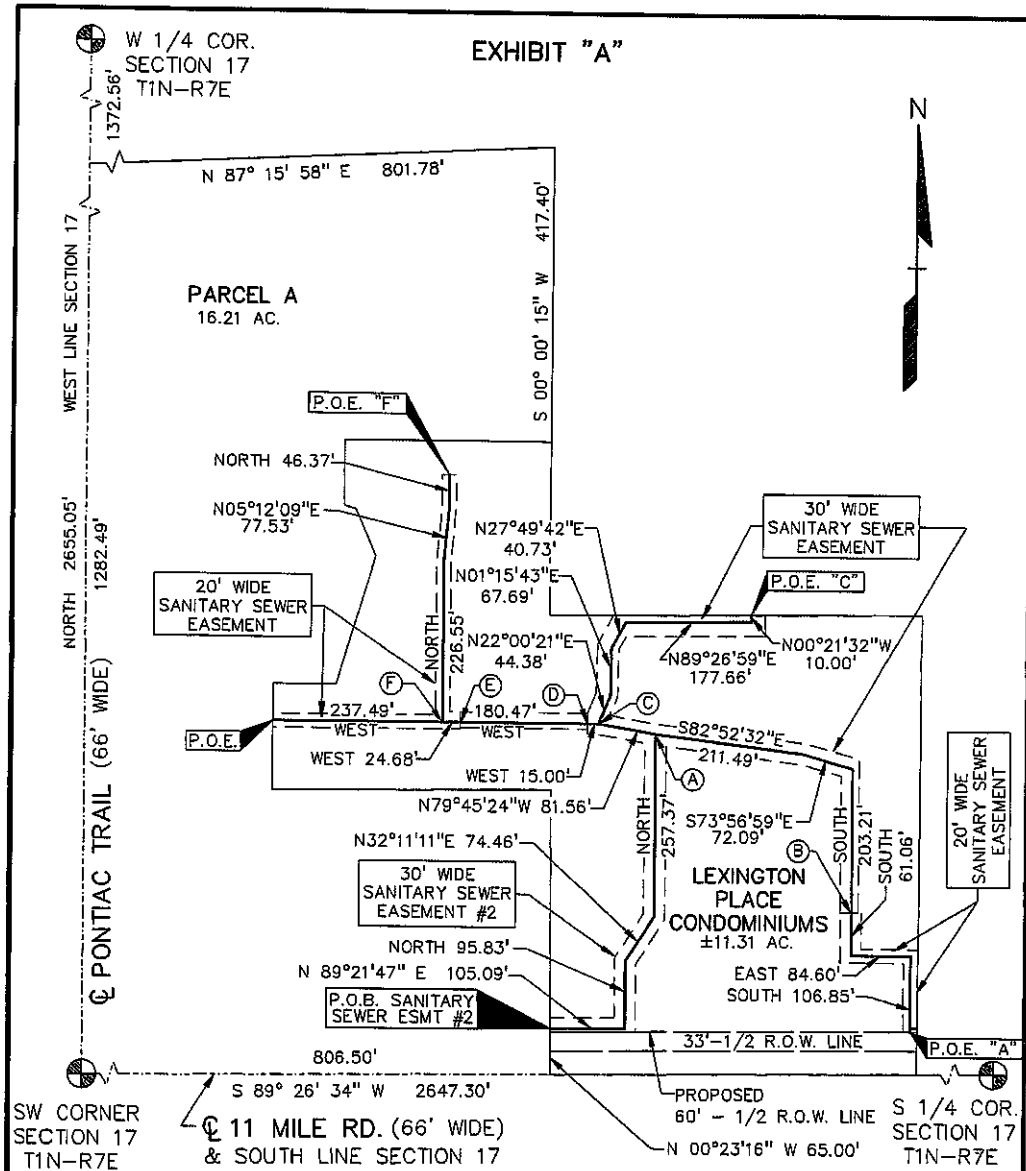 EXHIBIT "A"
W 1/4 COR.
SECTION 17
T1N-R7E
1372.56'
N
N 87° 15' 58" E 801.78'
S 00° 00' 15" W 417.40'
WEST LINE SECTION 17
NORTH 2655.05'
1282.49'
PARCEL A
16.21 AC.
P.O.E. "F"
NORTH 46.37'
N05°12'09"E
77.53'
20' WIDE
SANITARY SEWER
EASEMENT
NORTH
226.55'
N27°49'42"E
40.73'
N01°15'43"E
67.69'
N22°00'21"E
44.38'
30' WIDE
SANITARY SEWER
EASEMENT
P.O.E. "C"
N89°26'59"E
177.66'
N00°21'32"W
10.00'
F
E
D
C
237.49'
WEST
180.47'
WEST
P.O.E.
WEST 24.68'
WEST 15.00'
S82°52'32"E
211.49'
A
N79°45'24"W 81.56'
S73°56'59"E
72.09'
B
NORTH
257.37'
SOUTH
203.21'
SOUTH
61.06'
20' WIDE
SANITARY SEWER
EASEMENT
N32°11'11"E 74.46'
30' WIDE
SANITARY SEWER
EASEMENT #2
LEXINGTON
PLACE
CONDOMINIUMS
±11.31 AC.
NORTH 95.83'
N 89°21'47" E 105.09'
EAST 84.60'
SOUTH 106.85'
P.O.B. SANITARY
SEWER ESMT #2
℄ PONTIAC TRAIL (66' WIDE)
33'-1/2 R.O.W. LINE
P.O.E. "A"
806.50'
S 89° 26' 34" W 2647.30'
SW CORNER
SECTION 17
T1N-R7E
℄ 11 MILE RD. (66' WIDE)
& SOUTH LINE SECTION 17
PROPOSED
60' - 1/2 R.O.W. LINE
N 00°23'16" W 65.00'
S 1/4 COR.
SECTION 17
T1N-R7E